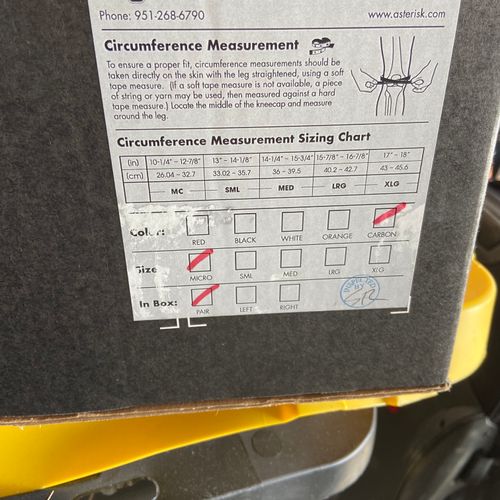 Phone: 951-268-6790
www.asterisk.com
Circumference Measurement
To ensure a proper fit, circumference measurements should be
taken directly on the skin with the leg straightened, using a soft
tape measure. (If a soft tape measure is not available, a piece
of string or yarn may be used, then measured against a hard
tape measure.) Locate the middle of the kneecap and measure
around the leg.
Circumference Measurement Sizing Chart
(in) 10-1/4" – 12-7/8" 13" – 14-1/8" 14-1/4" – 15-3/4" 15-7/8" – 16-7/8" 17" – 18"
(cm) 26.04 – 32.7 33.02 – 35.7 36 – 39.5 40.2 – 42.7 43 – 45.6
MC SML MED LRG XLG
Color:
RED BLACK WHITE ORANGE CARBON
Size
MICRO SML MED LRG XLG
In Box:
PAIR LEFT RIGHT
INSPECTED BY